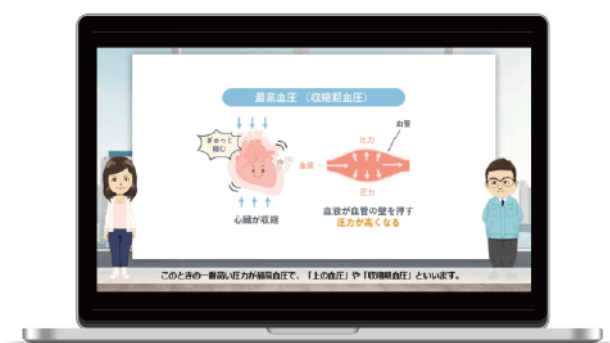 最高血圧 (収縮期血圧)
ぎゅっと
縮む
血管
圧力
血液
圧力
心臓が収縮
血液が血管の壁を押す
圧力が高くなる
このときの一番高い圧力が最高血圧で、「上の血圧」や「収縮期血圧」といいます。